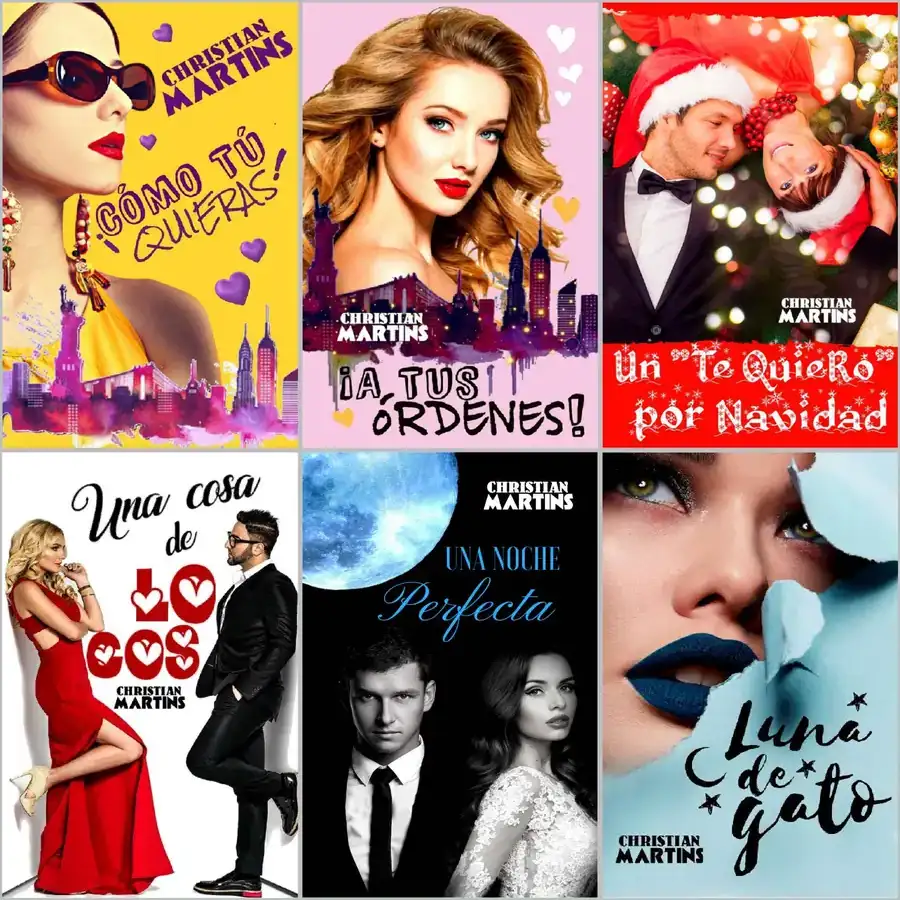 CHRISTIAN
MARTINS
¡CÓMO TÚ
QUIERAS!
CHRISTIAN
MARTINS
¡A TUS
ÓRDENES!
CHRISTIAN
MARTINS
Un "Te Quiero"
por Navidad
Una cosa
de
LO
COS
CHRISTIAN
MARTINS
CHRISTIAN
MARTINS
UNA NOCHE
Perfecta
Luna
de
gato
CHRISTIAN
MARTINS